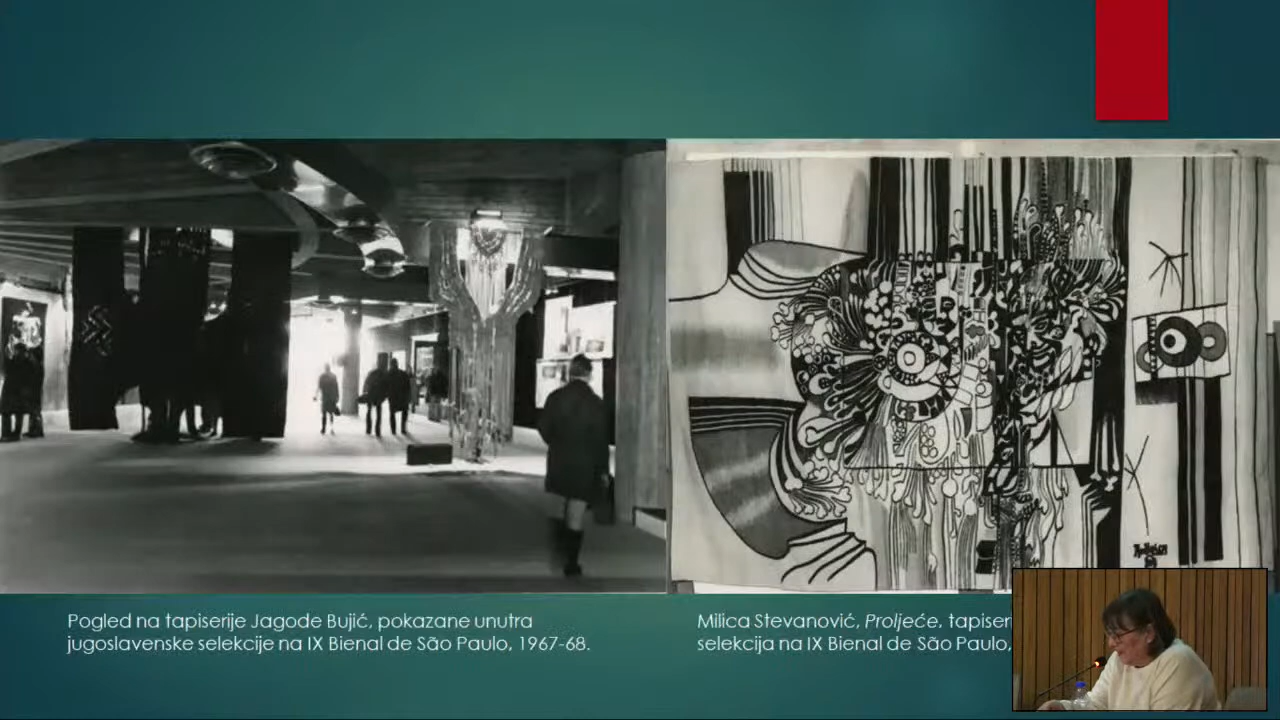 Pogled na tapiserije Jagode Bujić, pokazane unutra
jugoslavenske selekcije na IX Bienal de São Paulo, 1967-68.
Milica Stevanović, Proljeće, tapiser
selekcija na IX Bienal de São Paulo,